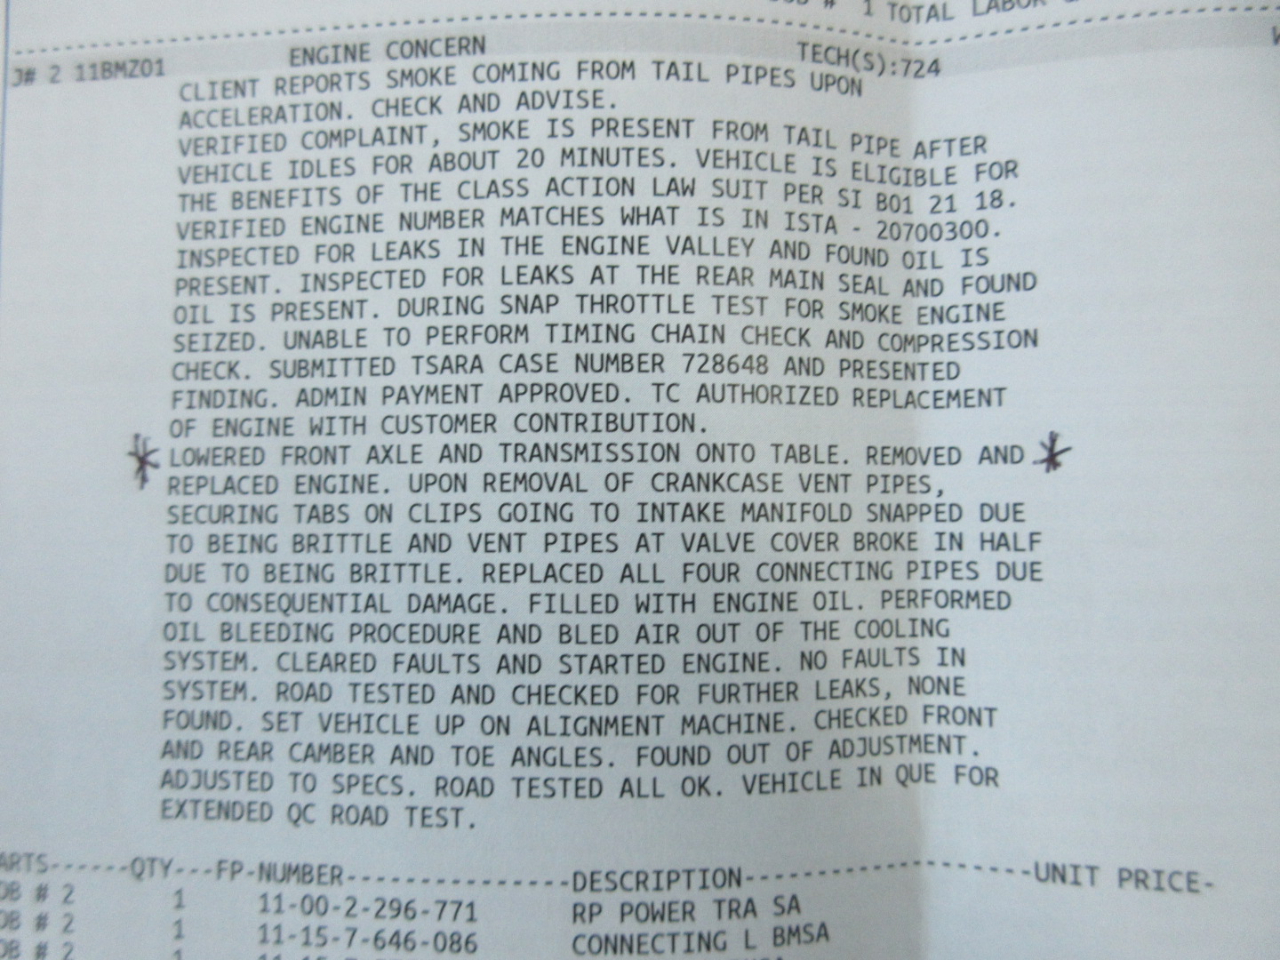 # 1 TOTAL LABOR
J# 2 11BMZ01 ENGINE CONCERN TECH(S):724
CLIENT REPORTS SMOKE COMING FROM TAIL PIPES UPON
ACCELERATION. CHECK AND ADVISE.
VERIFIED COMPLAINT, SMOKE IS PRESENT FROM TAIL PIPE AFTER
VEHICLE IDLES FOR ABOUT 20 MINUTES. VEHICLE IS ELIGIBLE FOR
THE BENEFITS OF THE CLASS ACTION LAW SUIT PER SI B01 21 18.
VERIFIED ENGINE NUMBER MATCHES WHAT IS IN ISTA - 20700300.
INSPECTED FOR LEAKS IN THE ENGINE VALLEY AND FOUND OIL IS
PRESENT. INSPECTED FOR LEAKS AT THE REAR MAIN SEAL AND FOUND
OIL IS PRESENT. DURING SNAP THROTTLE TEST FOR SMOKE ENGINE
SEIZED. UNABLE TO PERFORM TIMING CHAIN CHECK AND COMPRESSION
CHECK. SUBMITTED TSARA CASE NUMBER 728648 AND PRESENTED
FINDING. ADMIN PAYMENT APPROVED. TC AUTHORIZED REPLACEMENT
OF ENGINE WITH CUSTOMER CONTRIBUTION.
* LOWERED FRONT AXLE AND TRANSMISSION ONTO TABLE. REMOVED AND *
REPLACED ENGINE. UPON REMOVAL OF CRANKCASE VENT PIPES,
SECURING TABS ON CLIPS GOING TO INTAKE MANIFOLD SNAPPED DUE
TO BEING BRITTLE AND VENT PIPES AT VALVE COVER BROKE IN HALF
DUE TO BEING BRITTLE. REPLACED ALL FOUR CONNECTING PIPES DUE
TO CONSEQUENTIAL DAMAGE. FILLED WITH ENGINE OIL. PERFORMED
OIL BLEEDING PROCEDURE AND BLED AIR OUT OF THE COOLING
SYSTEM. CLEARED FAULTS AND STARTED ENGINE. NO FAULTS IN
SYSTEM. ROAD TESTED AND CHECKED FOR FURTHER LEAKS, NONE
FOUND. SET VEHICLE UP ON ALIGNMENT MACHINE. CHECKED FRONT
AND REAR CAMBER AND TOE ANGLES. FOUND OUT OF ADJUSTMENT.
ADJUSTED TO SPECS. ROAD TESTED ALL OK. VEHICLE IN QUE FOR
EXTENDED QC ROAD TEST.
ARTS------QTY---FP-NUMBER---------------DESCRIPTION--------------------UNIT PRICE-
OB # 2 1 11-00-2-296-771 RP POWER TRA SA
OB # 2 1 11-15-7-646-086 CONNECTING L BMSA
OB # 2 1